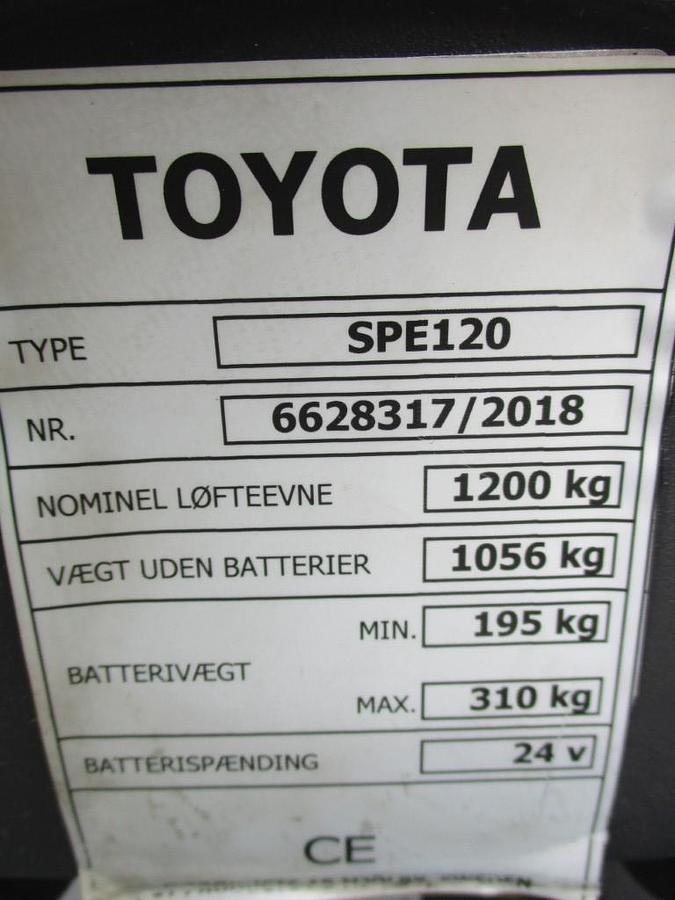 TOYOTA
TYPE SPE120
NR. 6628317/2018
NOMINEL LØFTEEVNE 1200 kg
VÆGT UDEN BATTERIER 1056 kg
MIN. 195 kg
BATTERIVÆGT
MAX. 310 kg
BATTERISPÆNDING 24 v
CE